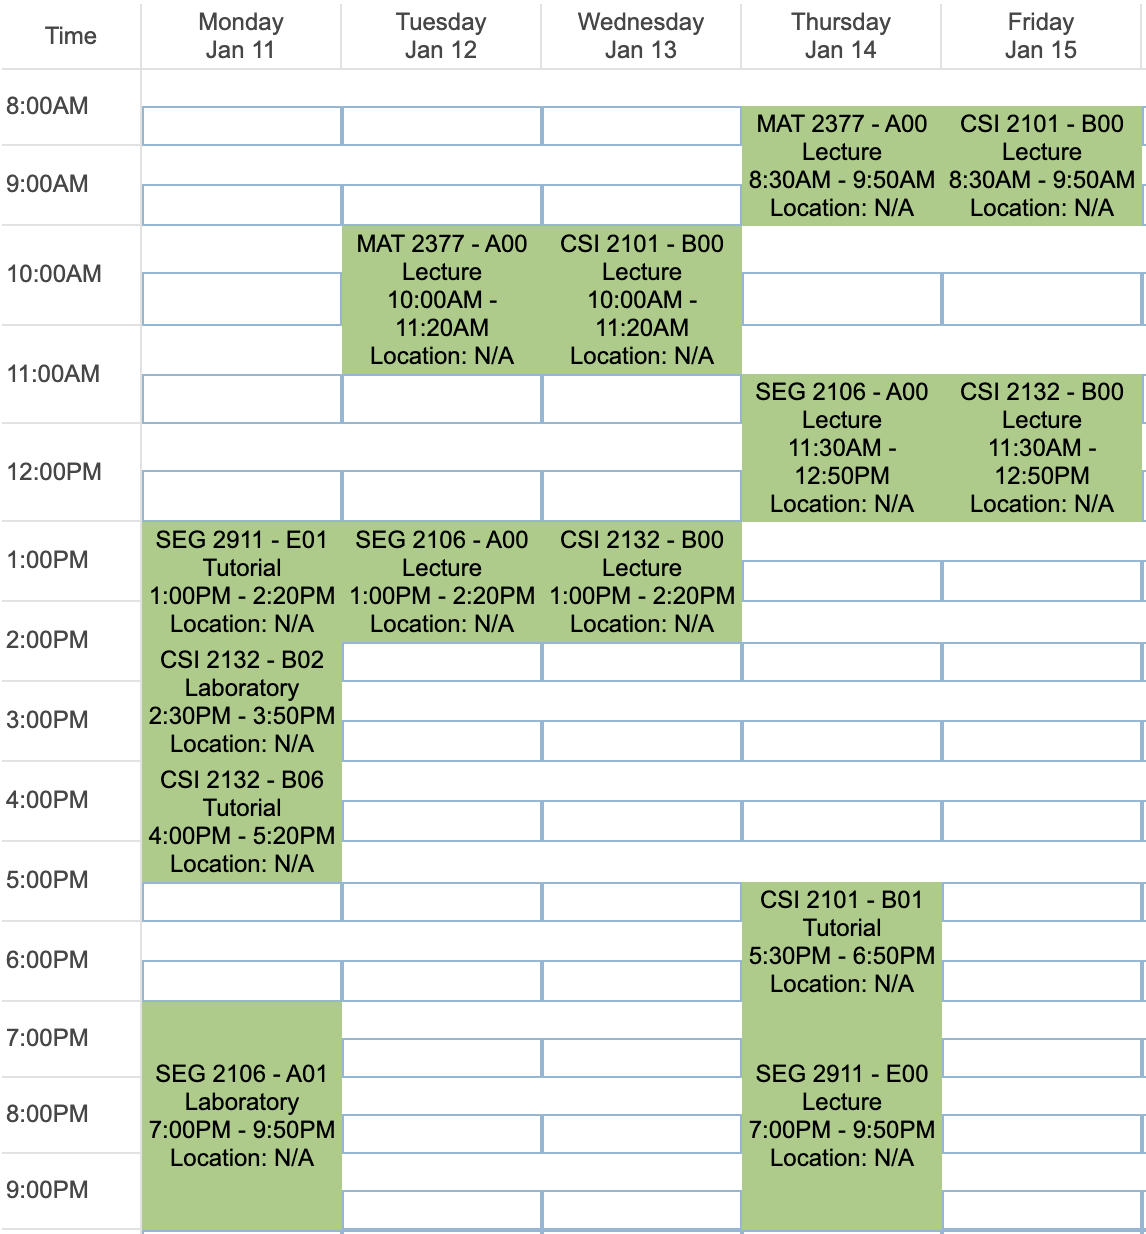 Time
Monday
Jan 11
Tuesday
Jan 12
Wednesday
Jan 13
Thursday
Jan 14
Friday
Jan 15
8:00AM
MAT 2377 - A00
Lecture
8:30AM - 9:50AM
Location: N/A
CSI 2101 - B00
Lecture
8:30AM - 9:50AM
Location: N/A
9:00AM
10:00AM
MAT 2377 - A00
Lecture
10:00AM -
11:20AM
Location: N/A
CSI 2101 - B00
Lecture
10:00AM -
11:20AM
Location: N/A
11:00AM
SEG 2106 - A00
Lecture
11:30AM -
12:50PM
Location: N/A
CSI 2132 - B00
Lecture
11:30AM -
12:50PM
Location: N/A
12:00PM
1:00PM
SEG 2911 - E01
Tutorial
1:00PM - 2:20PM
Location: N/A
SEG 2106 - A00
Lecture
1:00PM - 2:20PM
Location: N/A
CSI 2132 - B00
Lecture
1:00PM - 2:20PM
Location: N/A
2:00PM
CSI 2132 - B02
Laboratory
2:30PM - 3:50PM
Location: N/A
3:00PM
4:00PM
CSI 2132 - B06
Tutorial
4:00PM - 5:20PM
Location: N/A
5:00PM
CSI 2101 - B01
Tutorial
5:30PM - 6:50PM
Location: N/A
6:00PM
7:00PM
SEG 2106 - A01
Laboratory
7:00PM - 9:50PM
Location: N/A
SEG 2911 - E00
Lecture
7:00PM - 9:50PM
Location: N/A
8:00PM
9:00PM